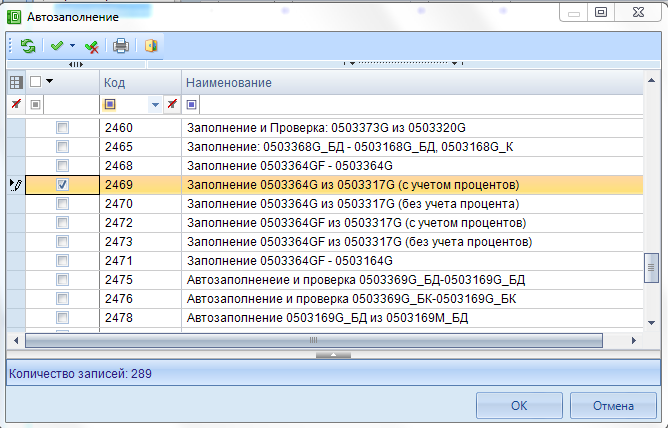 Автозаполнение
Код Наименование
2460 Заполнение и Проверка: 0503373G из 0503320G
2465 Заполнение: 0503368G_БД - 0503168G_БД, 0503168G_К
2468 Заполнение 0503364GF - 0503364G
2469 Заполнение 0503364G из 0503317G (с учетом процентов)
2470 Заполнение 0503364G из 0503317G (без учета процента)
2472 Заполнение 0503364GF из 0503317G (с учетом процентов)
2473 Заполнение 0503364GF из 0503317G (без учета процентов)
2471 Заполнение 0503364GF - 0503164G
2475 Автозаполненеие и проверка 0503369G_БД-0503169G_БД
2476 Автозаполнение и проверка 0503369G_БК-0503169G_БК
2478 Автозаполнение 0503169G_БД из 0503169M_БД
Количество записей: 289
OK Отмена